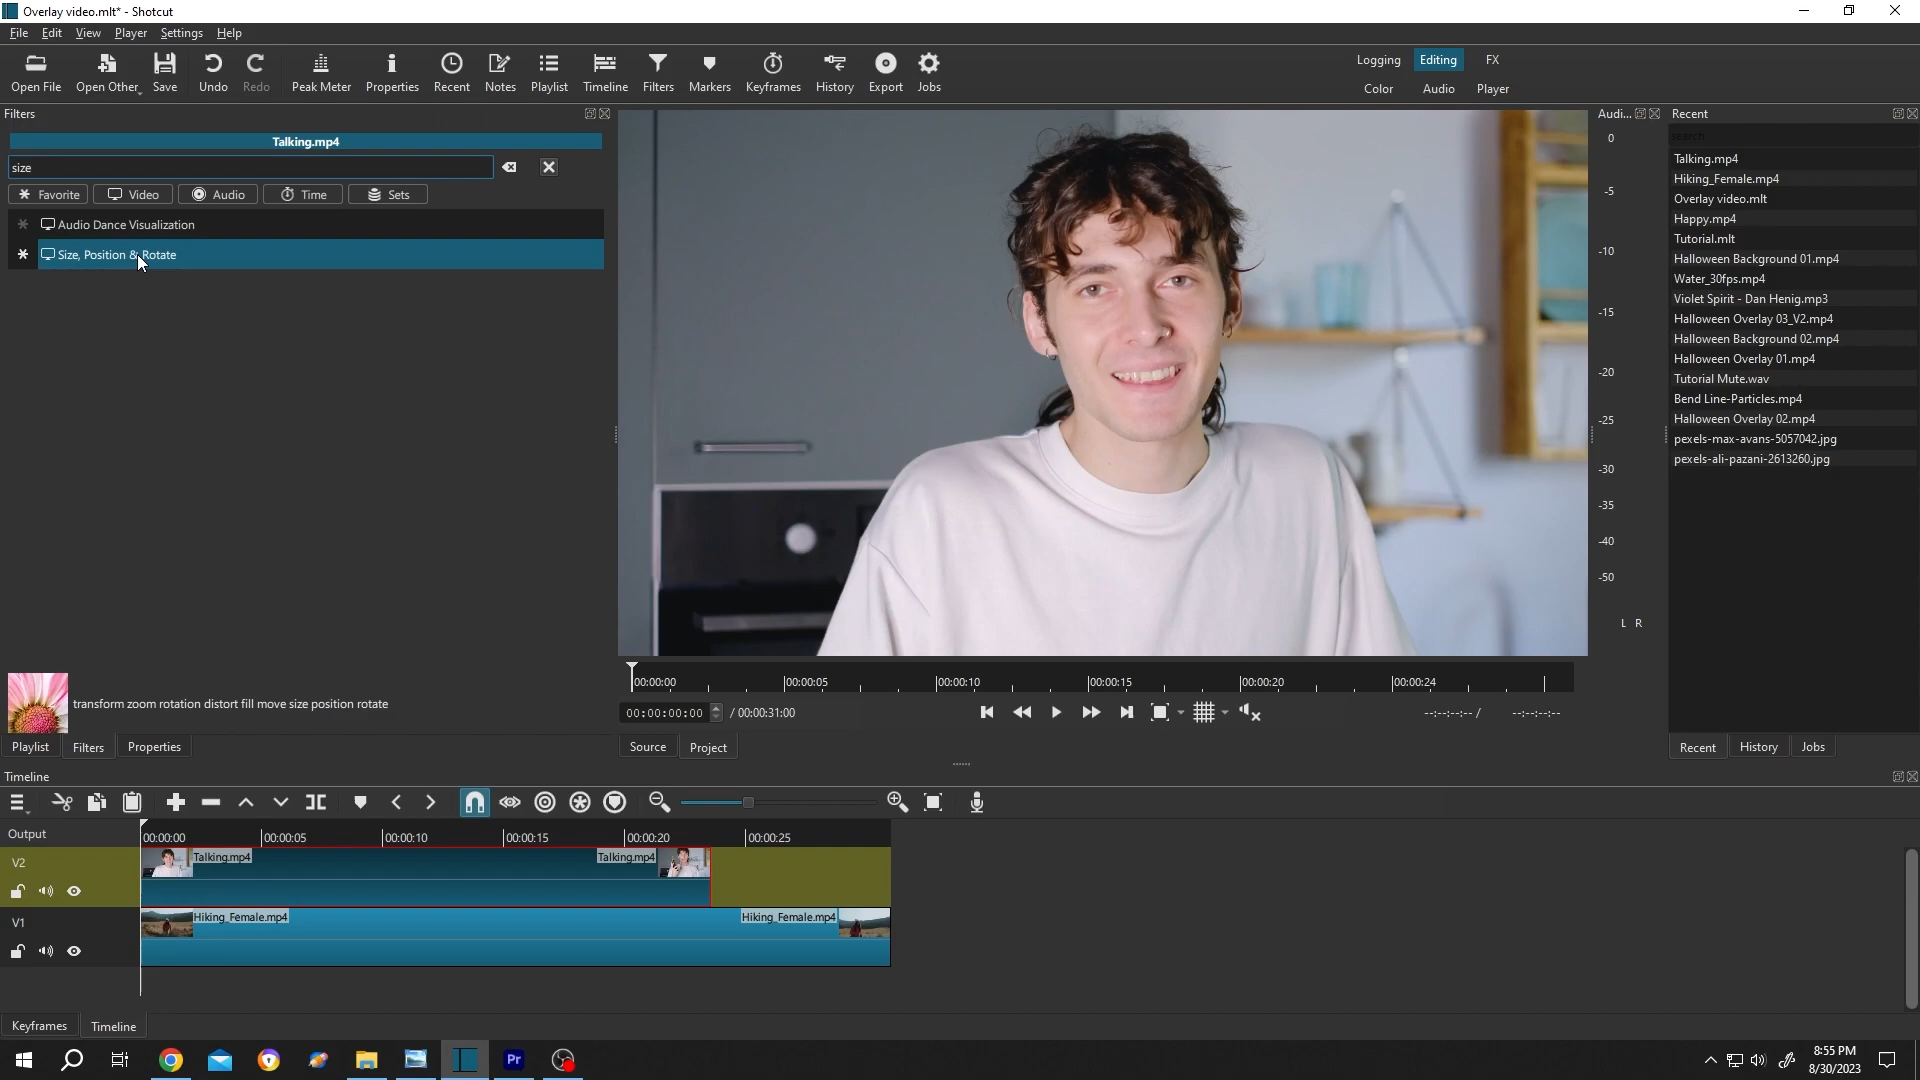 Overlay video.mlt* - Shotcut
File Edit View Player Settings Help
Open File Open Other Save Undo Redo Peak Meter Properties Recent Notes Playlist Timeline Filters Markers Keyframes History Export Jobs
Logging Editing FX
Color Audio Player
Filters
Talking.mp4
size
Favorite Video Audio Time Sets
Audio Dance Visualization
Size, Position & Rotate
transform zoom rotation distort fill move size position rotate
Playlist Filters Properties
00:00:00 00:00:05 00:00:10 00:00:15 00:00:20 00:00:24
00:00:00:00 / 00:00:31:00
--:--:--:-- / --:--:--:--
Source Project
Audi...
0
-5
-10
-15
-20
-25
-30
-35
-40
-50
L R
Recent
search
Talking.mp4
Hiking_Female.mp4
Overlay video.mlt
Happy.mp4
Tutorial.mlt
Halloween Background 01.mp4
Water_30fps.mp4
Violet Spirit - Dan Henig.mp3
Halloween Overlay 03_V2.mp4
Halloween Background 02.mp4
Halloween Overlay 01.mp4
Tutorial Mute.wav
Bend Line-Particles.mp4
Halloween Overlay 02.mp4
pexels-max-avans-5057042.jpg
pexels-ali-pazani-2613260.jpg
Recent History Jobs
Timeline
Output
00:00:00 00:00:05 00:00:10 00:00:15 00:00:20 00:00:25
V2
Talking.mp4 Talking.mp4
V1
Hiking_Female.mp4 Hiking_Female.mp4
Keyframes Timeline
Pr
8:55 PM
8/30/2023